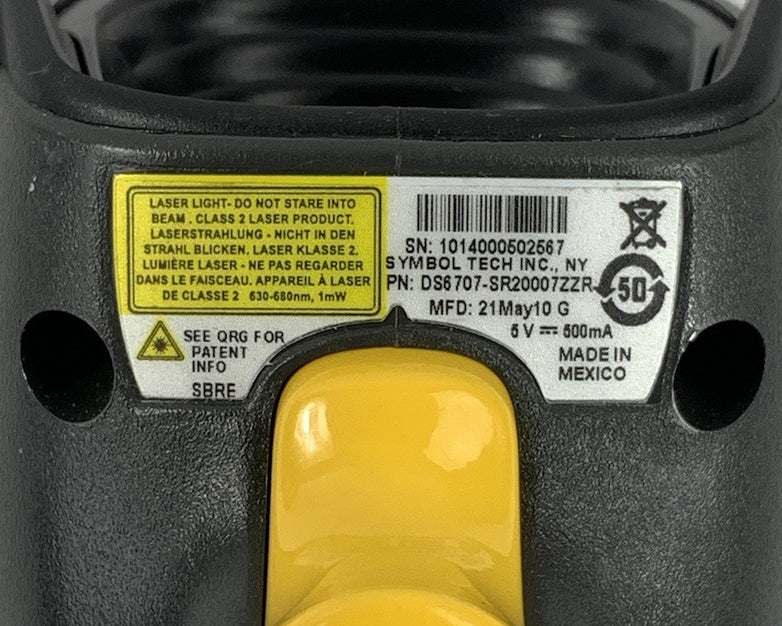 LASER LIGHT- DO NOT STARE INTO
BEAM . CLASS 2 LASER PRODUCT.
LASERSTRAHLUNG - NICHT IN DEN
STRAHL BLICKEN. LASER KLASSE 2.
LUMIÈRE LASER - NE PAS REGARDER
DANS LE FAISCEAU. APPAREIL À LASER
DE CLASSE 2 630-680nm, 1mW
SEE QRG FOR
PATENT
INFO
SBRE
SN: 1014000502567
SYMBOL TECH INC., NY
PN: DS6707-SR20007ZZR
MFD: 21May10 G
5 V ⎓ 500mA
MADE IN
MEXICO
50